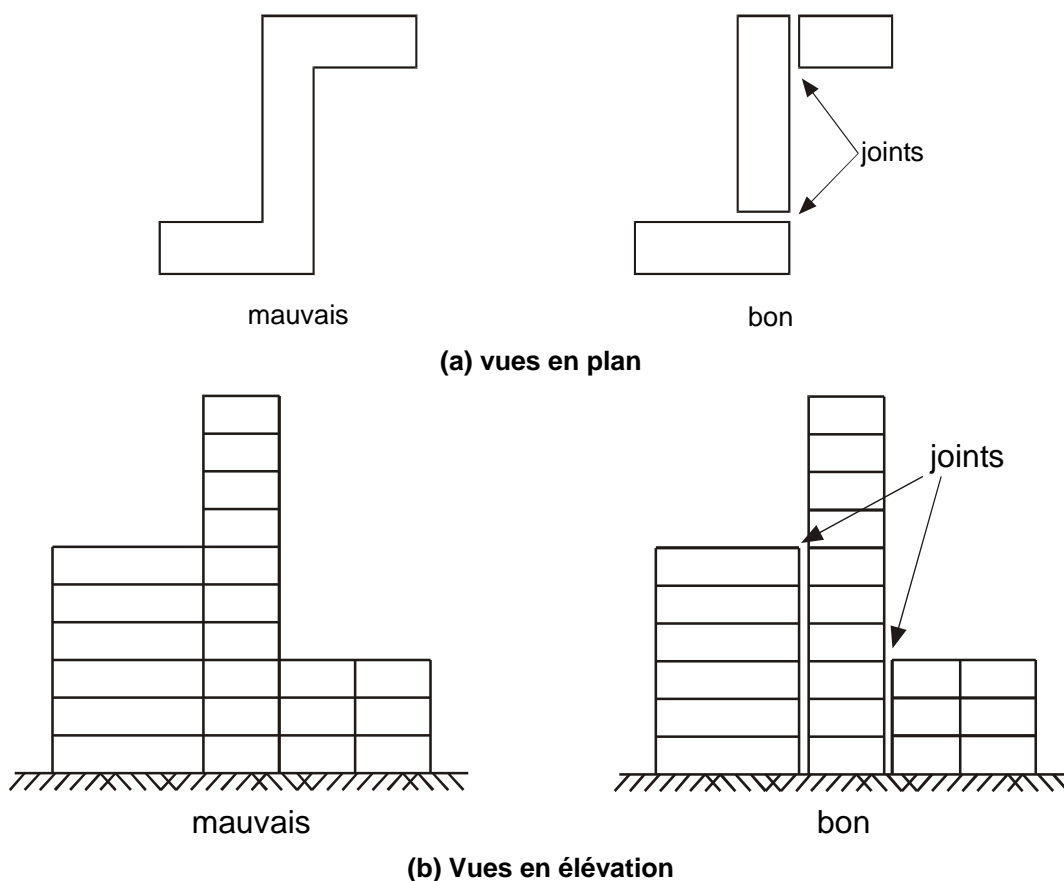 joints
mauvais
bon
(a) vues en plan
joints
mauvais
bon
(b) Vues en élévation